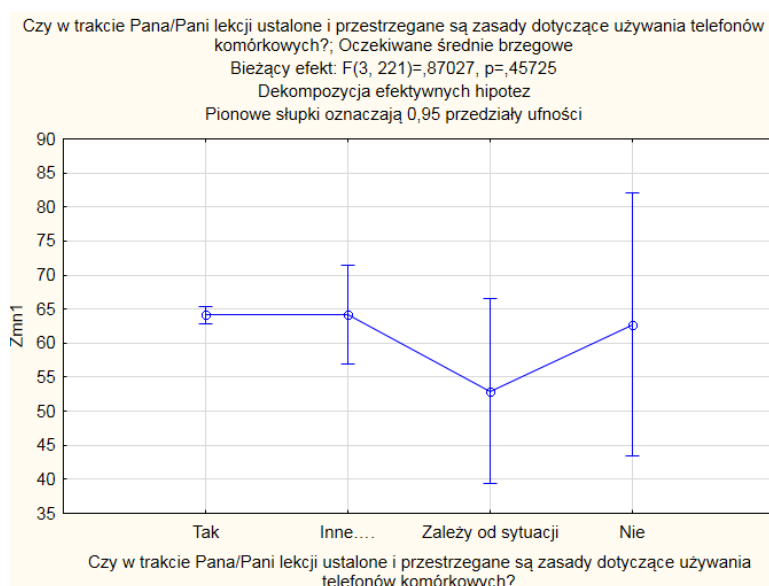 Czy w trakcie Pana/Pani lekcji ustalone i przestrzegane są zasady dotyczące używania telefonów
komórkowych?; Oczekiwane średnie brzegowe
Bieżący efekt: F(3, 221)=,87027, p=,45725
Dekompozycja efektywnych hipotez
Pionowe słupki oznaczają 0,95 przedziały ufności
90
85
80
75
70
65
60
55
50
45
40
35
Zmn1
Tak Inne.... Zależy od sytuacji Nie
Czy w trakcie Pana/Pani lekcji ustalone i przestrzegane są zasady dotyczące używania
telefonów komórkowych?